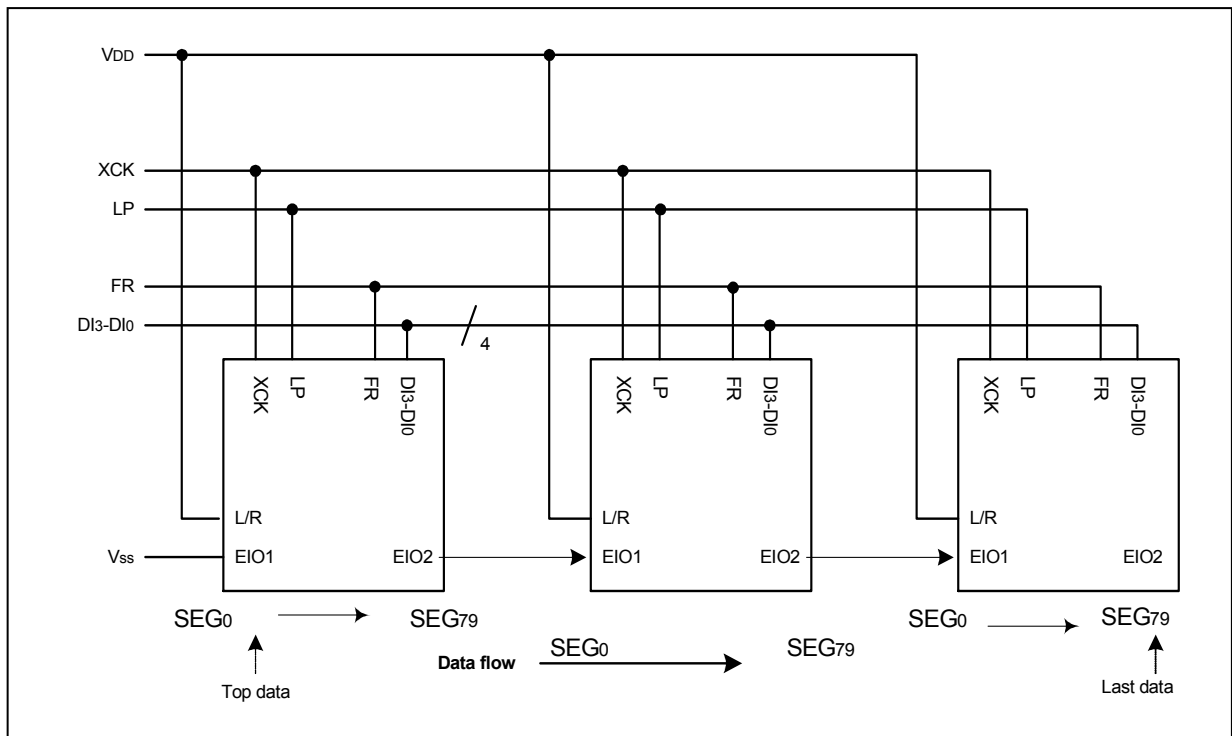 VDD
XCK
LP
FR
DI3-DI0
4
XCK LP FR DI3-DI0
XCK LP FR DI3-DI0
XCK LP FR DI3-DI0
L/R
L/R
L/R
Vss
EIO1 EIO2
EIO1 EIO2
EIO1 EIO2
SEG0 SEG79
SEG0 SEG79
Data flow
SEG0 SEG79
Top data
Last data